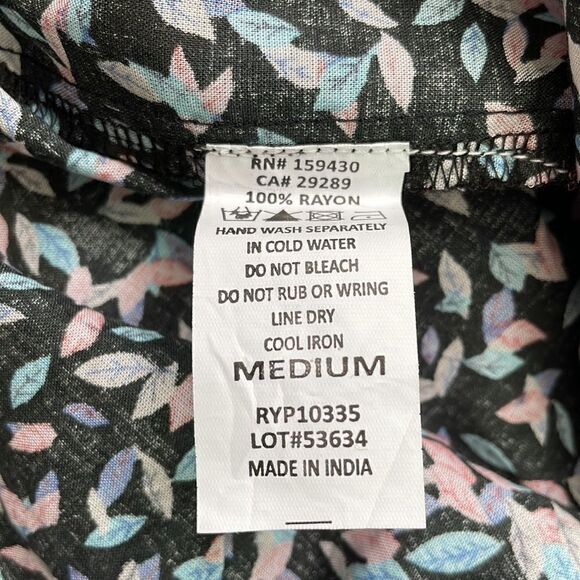 RN# 159430
CA# 29289
100% RAYON
HAND WASH SEPARATELY
IN COLD WATER
DO NOT BLEACH
DO NOT RUB OR WRING
LINE DRY
COOL IRON
MEDIUM
RYP10335
LOT#53634
MADE IN INDIA